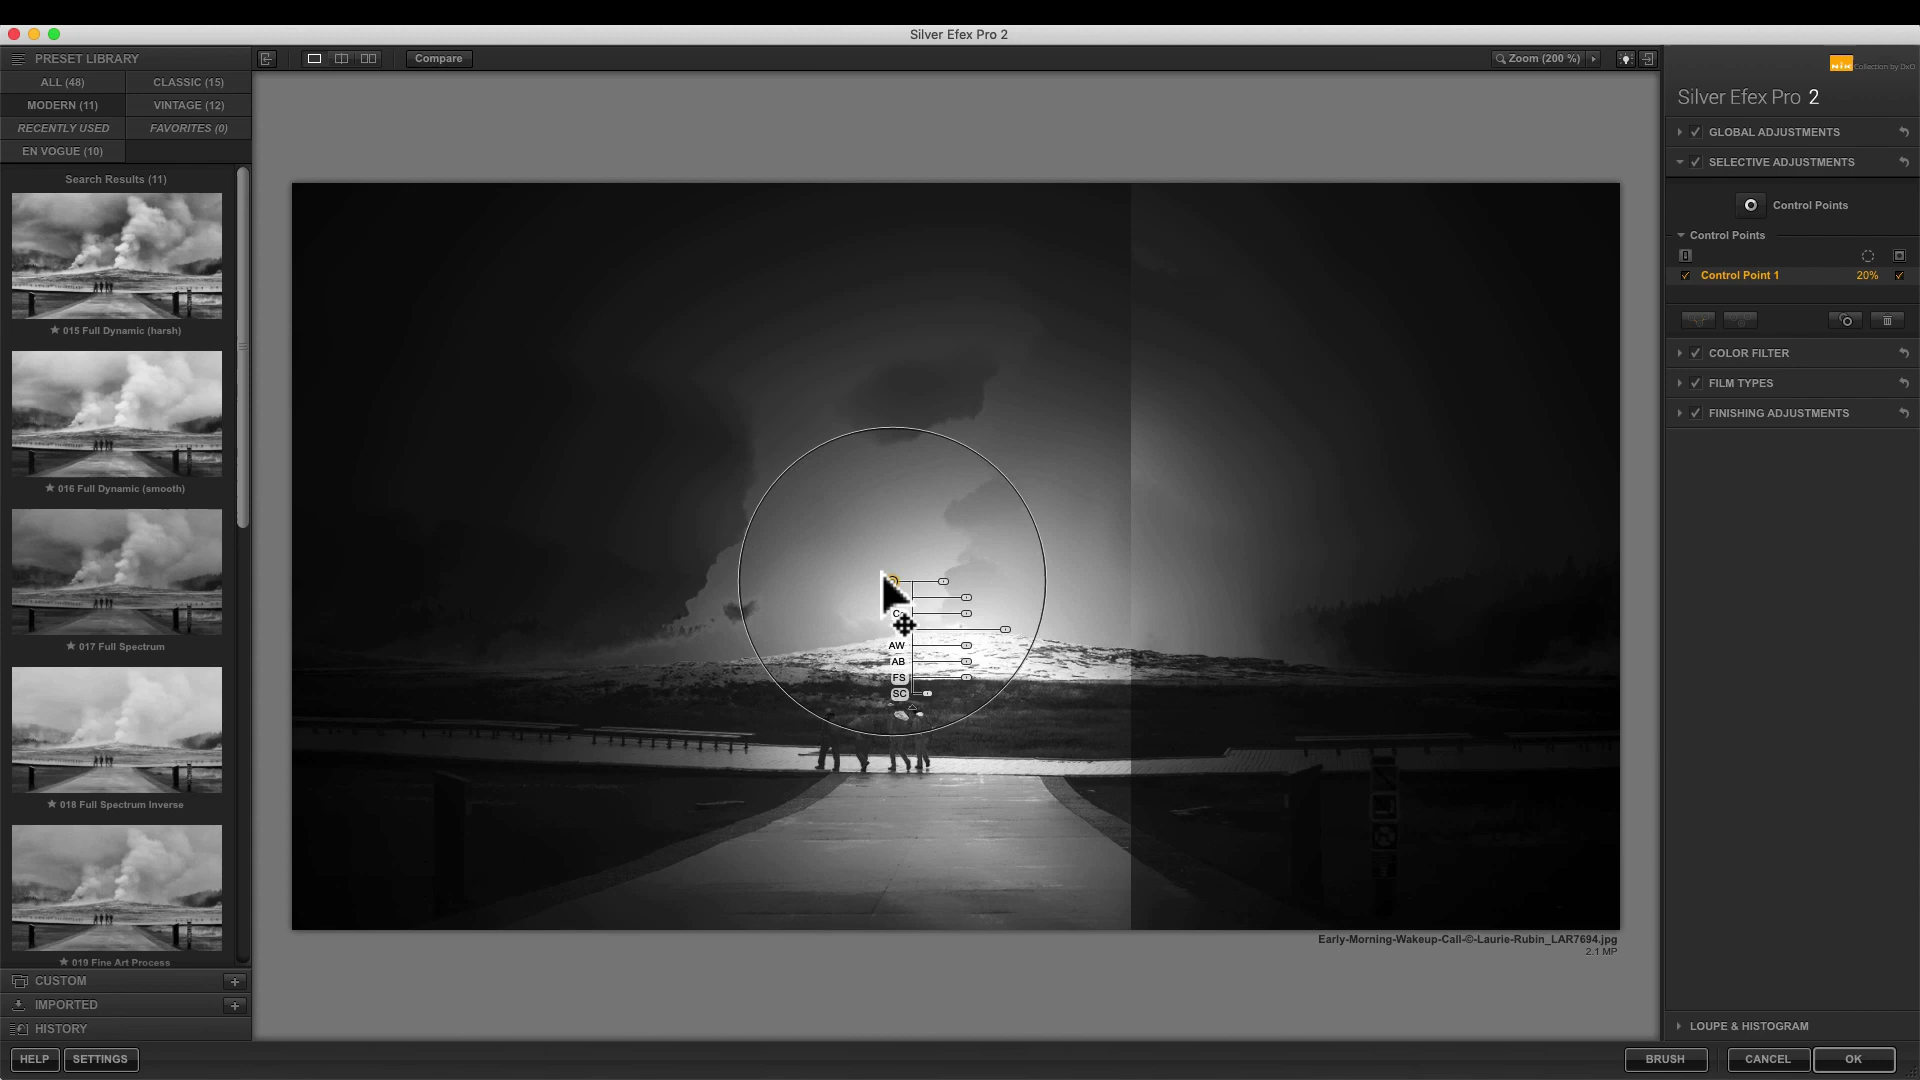 Silver Efex Pro 2
PRESET LIBRARY
Compare
Zoom (200 %)
ALL (48)
CLASSIC (15)
MODERN (11)
VINTAGE (12)
RECENTLY USED
FAVORITES (0)
EN VOGUE (10)
Search Results (11)
015 Full Dynamic (harsh)
016 Full Dynamic (smooth)
017 Full Spectrum
018 Full Spectrum Inverse
019 Fine Art Process
CUSTOM
IMPORTED
HISTORY
HELP
SETTINGS
AW
AB
FS
SC
Early-Morning-Wakeup-Call-©-Laurie-Rubin_LAR7694.jpg
2.1 MP
Nik Collection by DxO
Silver Efex Pro 2
GLOBAL ADJUSTMENTS
SELECTIVE ADJUSTMENTS
Control Points
Control Points
Control Point 1 20%
COLOR FILTER
FILM TYPES
FINISHING ADJUSTMENTS
LOUPE & HISTOGRAM
BRUSH
CANCEL
OK